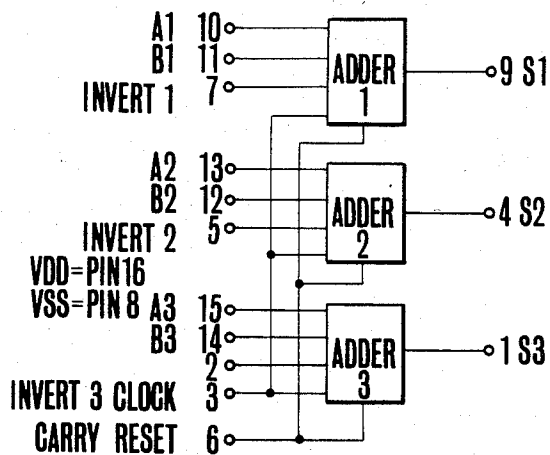 A1 10
B1 11
INVERT 1 7
ADDER 1
9 S1
A2 13
B2 12
INVERT 2 5
ADDER 2
4 S2
VDD=PIN16
VSS=PIN 8
A3 15
B3 14
2
INVERT 3 CLOCK 3
CARRY RESET 6
ADDER 3
1 S3